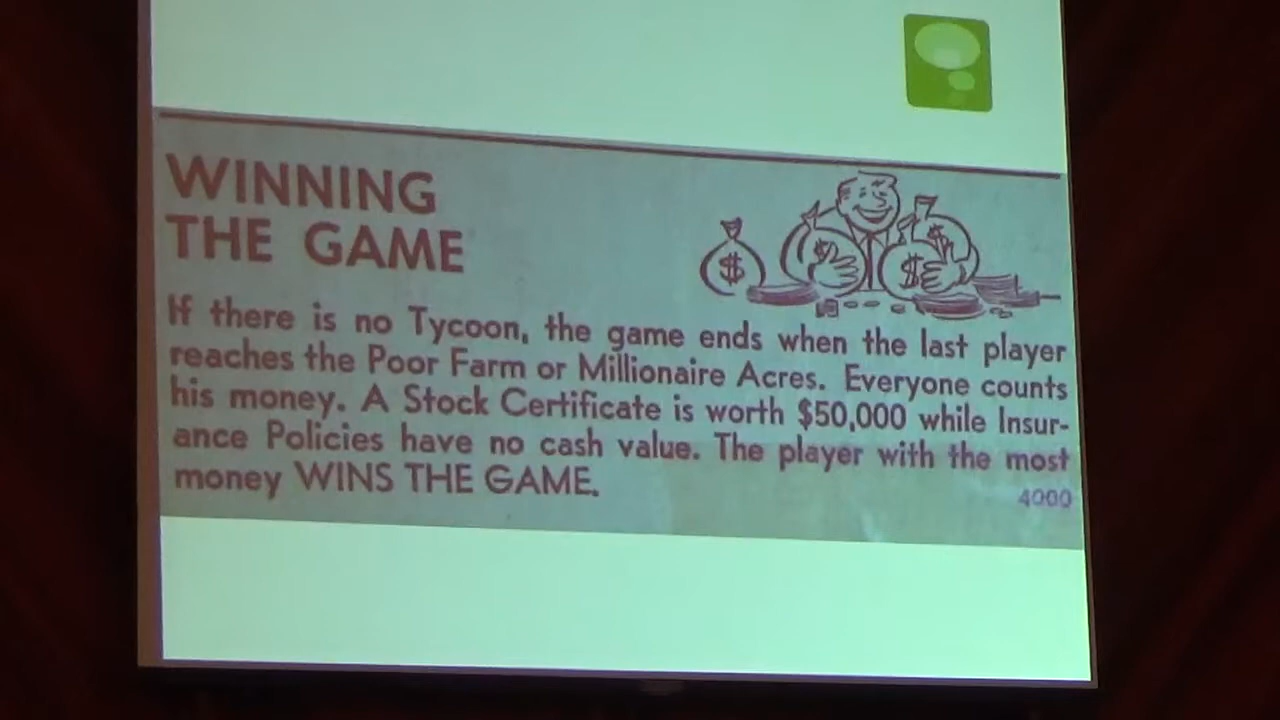 WINNING
THE GAME
If there is no Tycoon, the game ends when the last player
reaches the Poor Farm or Millionaire Acres. Everyone counts
his money. A Stock Certificate is worth $50,000 while Insur-
ance Policies have no cash value. The player with the most
money WINS THE GAME.
4000
$
$
$
$